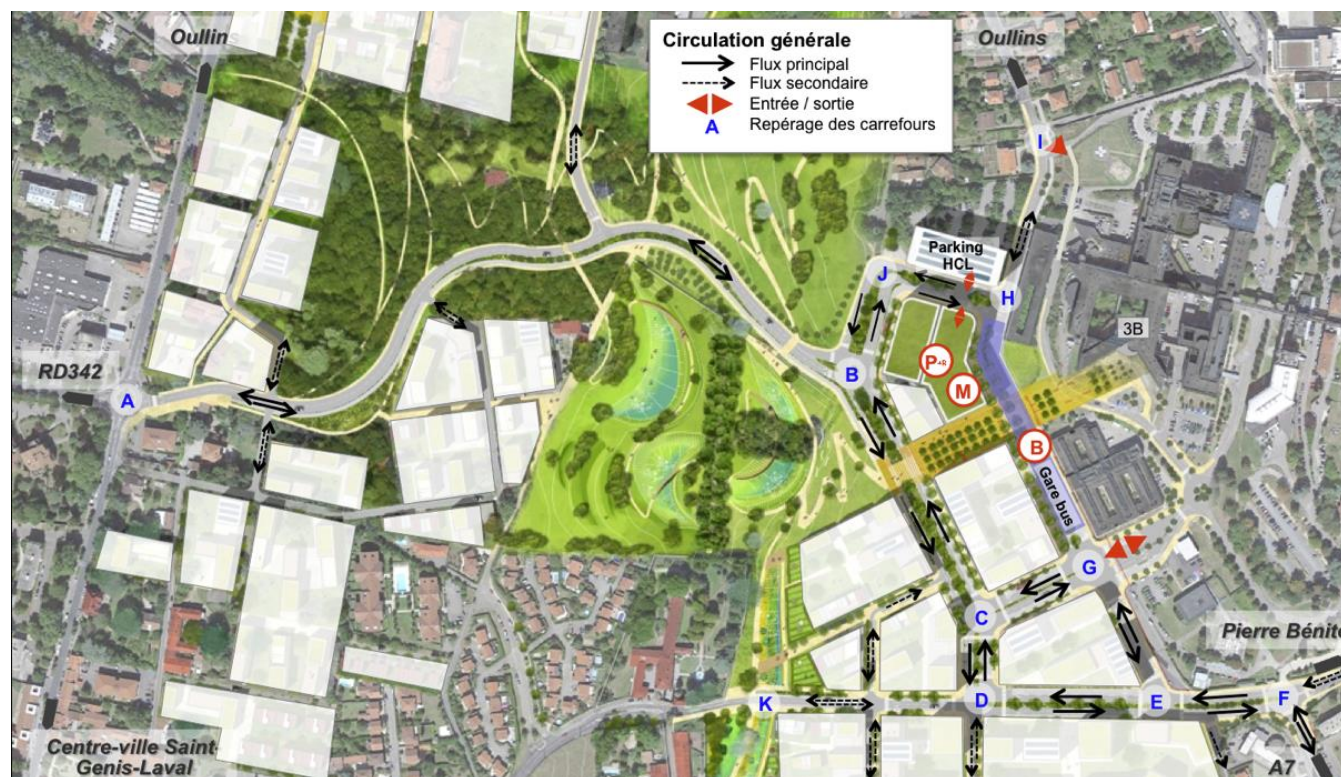 Oullin
Oullins
Circulation générale
Flux principal
Flux secondaire
Entrée / sortie
A Repérage des carrefours
I
Parking
HCL
J
H
3B
P+R
M
B
RD342
A
B
Gare bus
G
C
Pierre Bénite
K
D
E
F
Centre-ville Saint-
Genis-Laval
A7